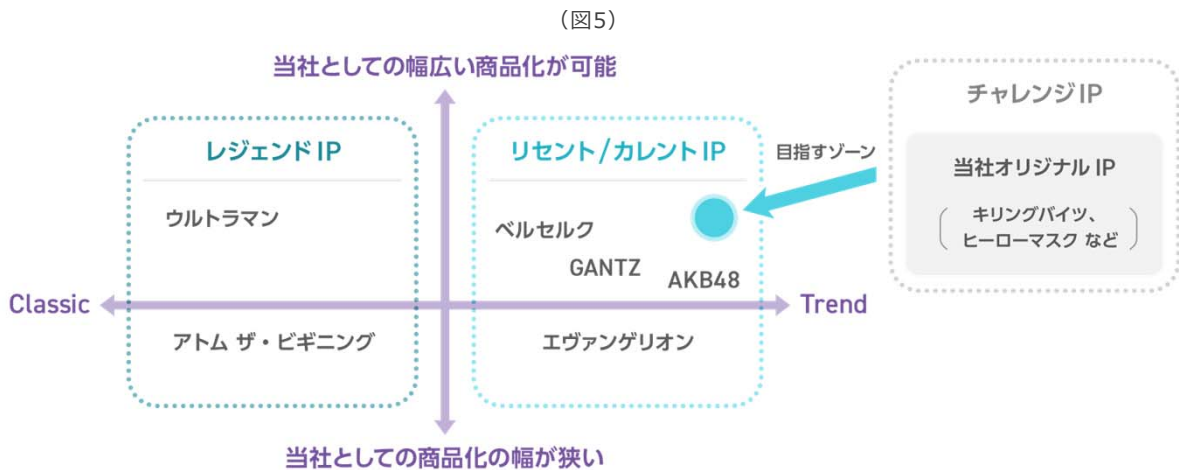 （図5）
当社としての幅広い商品化が可能
チャレンジIP
レジェンドIP
リセント/カレントIP
目指すゾーン
当社オリジナルIP
ウルトラマン
ベルセルク
キリングバイツ、
ヒーローマスク など
GANTZ
AKB48
Classic
Trend
アトム ザ・ビギニング
エヴァンゲリオン
当社としての商品化の幅が狭い